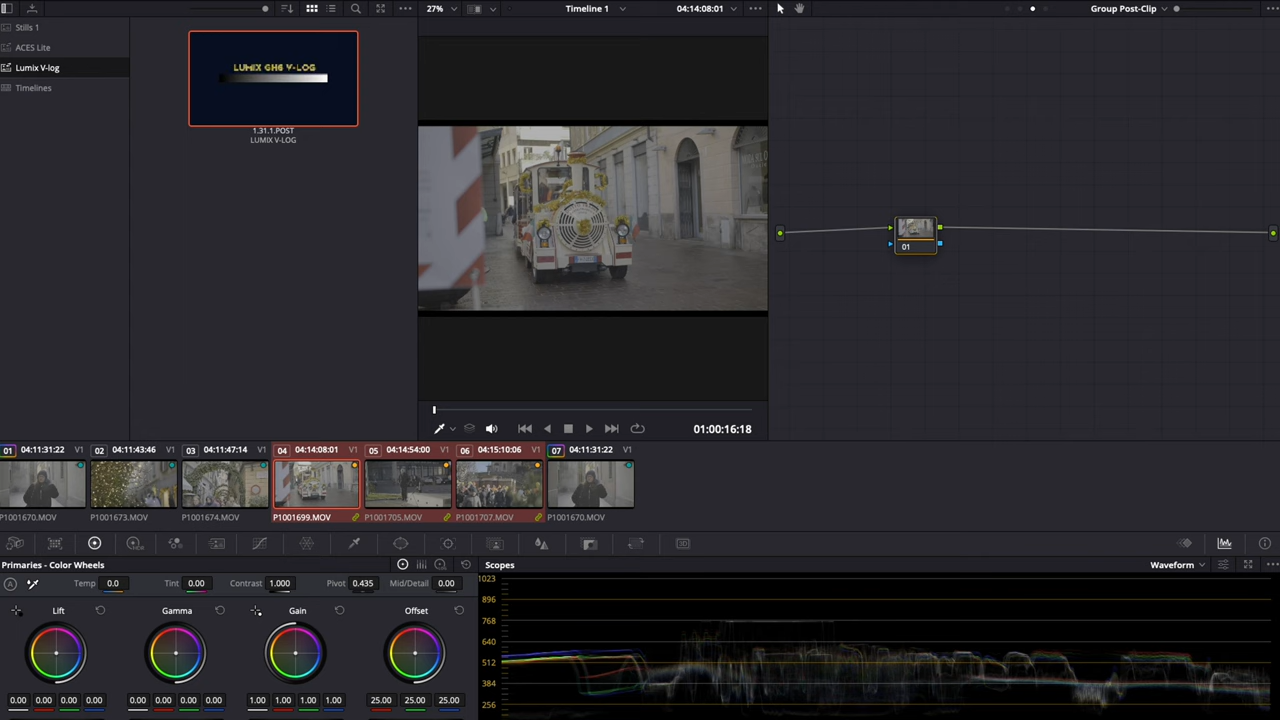 27%
Timeline 1
04:14:08:01
Group Post-Clip
Stills 1
ACES Lite
Lumix V-log
Timelines
LUMIX GH6 V-LOG
1.31.1.POST
LUMIX V-LOG
01
01:00:16:18
01 04:11:31:22 V1
02 04:11:43:46 V1
03 04:11:47:14 V1
04 04:14:08:01 V1
05 04:14:54:00 V1
06 04:15:10:06 V1
07 04:11:31:22 V1
P1001670.MOV
P1001673.MOV
P1001674.MOV
P1001699.MOV
P1001705.MOV
P1001707.MOV
P1001670.MOV
Primaries - Color Wheels
Scopes
Waveform
A
Temp 0.0
Tint 0.00
Contrast 1.000
Pivot 0.435
Mid/Detail 0.00
Lift
Gamma
Gain
Offset
0.00 0.00 0.00 0.00
0.00 0.00 0.00 0.00
1.00 1.00 1.00 1.00
25.00 25.00 25.00
1023
896
768
640
512
384
256